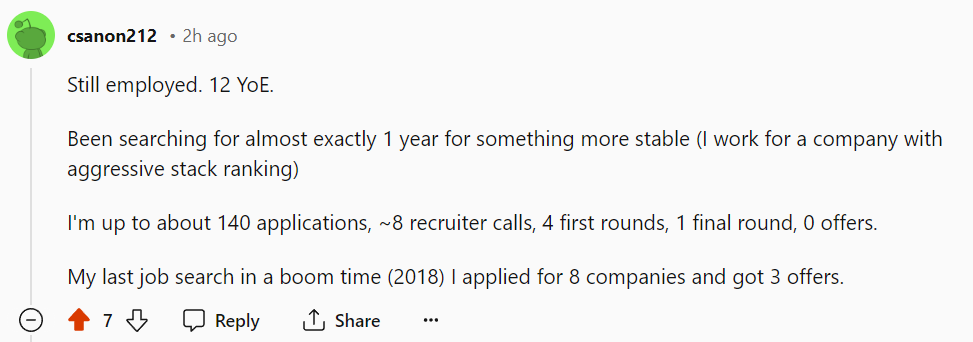 csanon212 • 2h ago
Still employed. 12 YoE.
Been searching for almost exactly 1 year for something more stable (I work for a company with
aggressive stack ranking)
I'm up to about 140 applications, ~8 recruiter calls, 4 first rounds, 1 final round, 0 offers.
My last job search in a boom time (2018) I applied for 8 companies and got 3 offers.
7 Reply Share ...